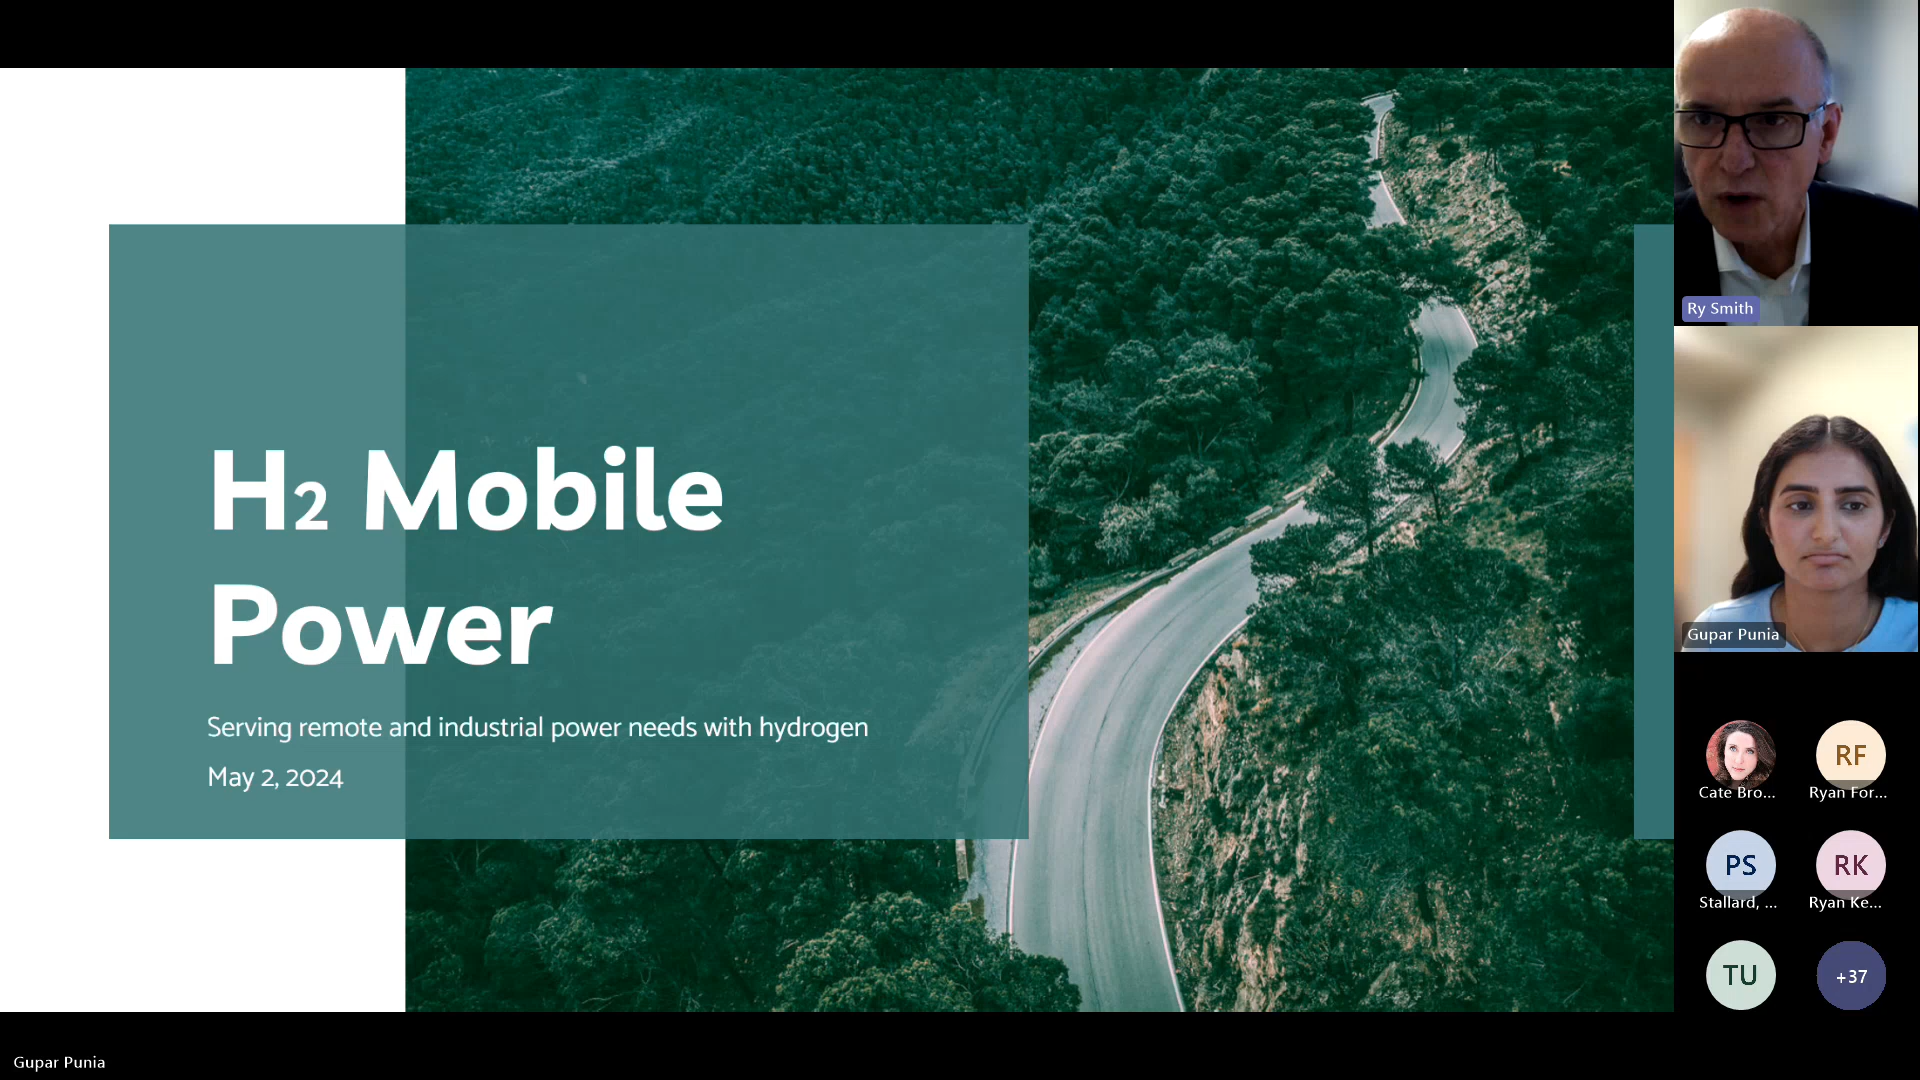 H2 Mobile
Power
Serving remote and industrial power needs with hydrogen
May 2, 2024
Ry Smith
Gupar Punia
RF
Cate Bro...
Ryan For...
PS
RK
Stallard, ...
Ryan Ke...
TU
+37
Gupar Punia